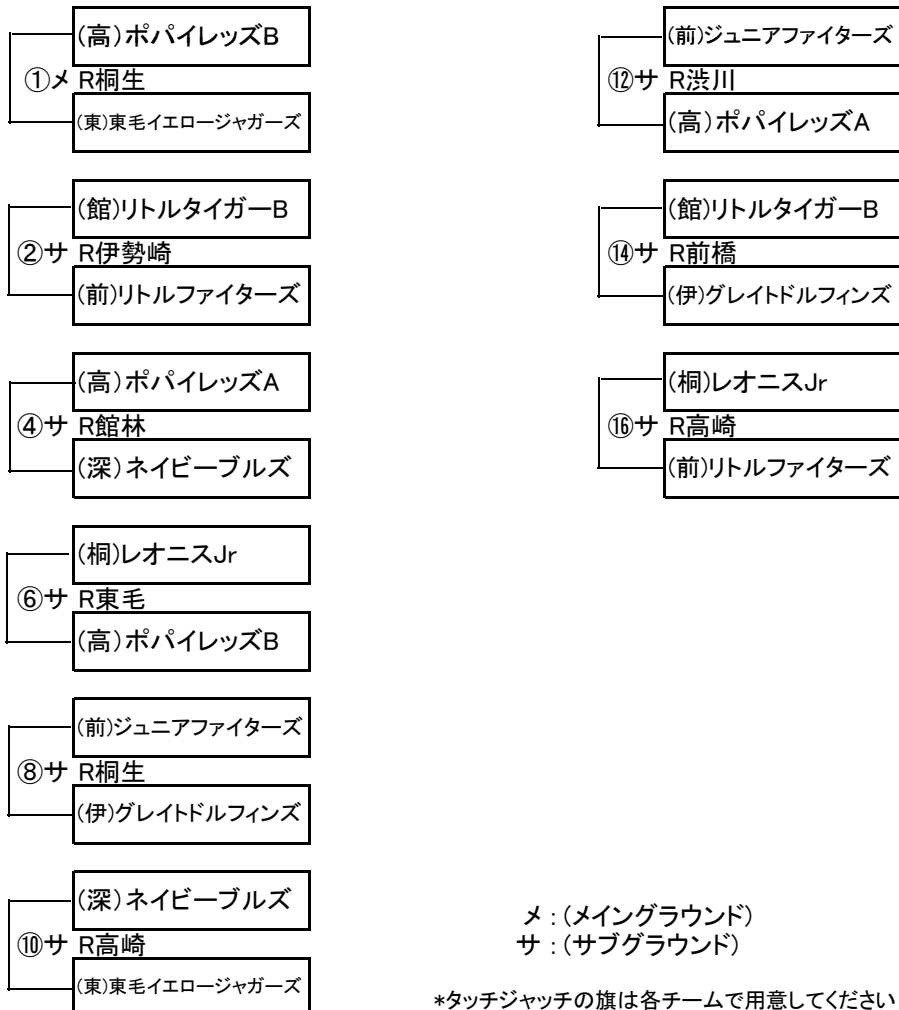 (高)ポパイレッズB
①メ R桐生
(東)東毛イエロージャガーズ
(館)リトルタイガーB
②サ R伊勢崎
(前)リトルファイターズ
(高)ポパイレッズA
④サ R館林
(深)ネイビーブルズ
(桐)レオニスJr
⑥サ R東毛
(高)ポパイレッズB
(前)ジュニアファイターズ
⑧サ R桐生
(伊)グレイトドルフィンズ
(深)ネイビーブルズ
⑩サ R高崎
(東)東毛イエロージャガーズ
(前)ジュニアファイターズ
⑫サ R渋川
(高)ポパイレッズA
(館)リトルタイガーB
⑭サ R前橋
(伊)グレイトドルフィンズ
(桐)レオニスJr
⑯サ R高崎
(前)リトルファイターズ
メ:(メイングラウンド)
サ:(サブグラウンド)
*タッチジャッチの旗は各チームで用意してください